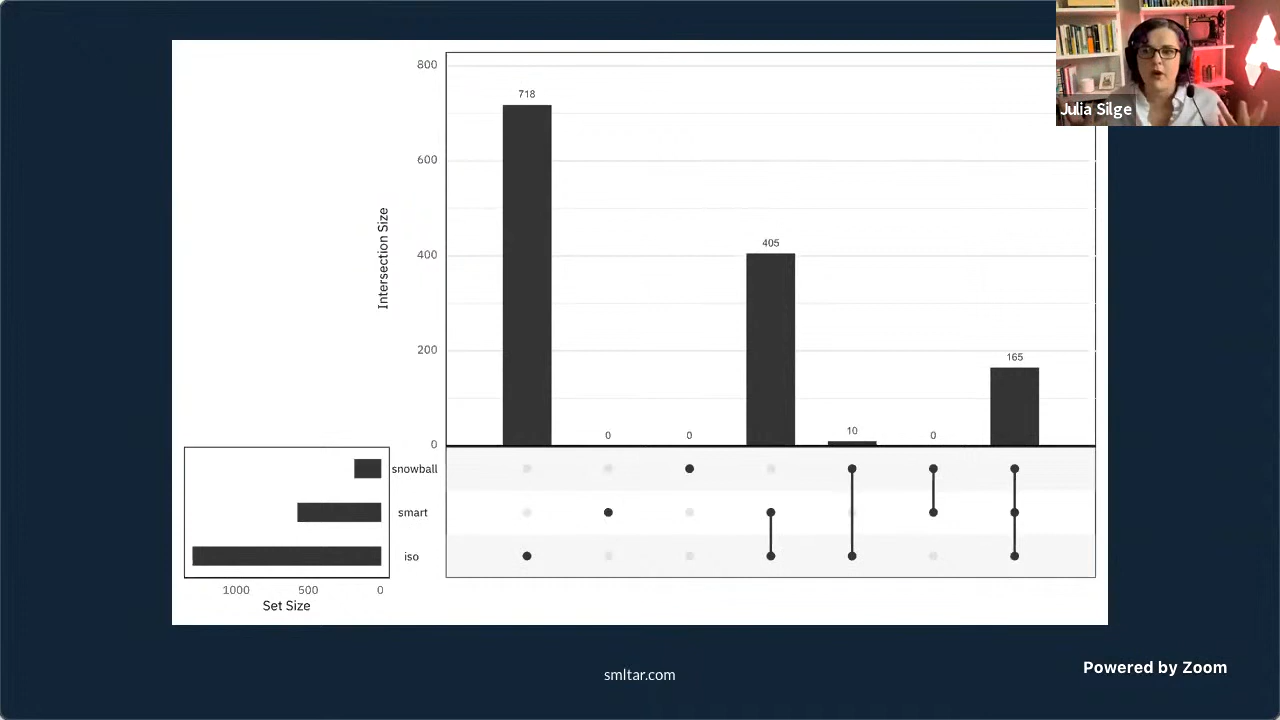 Julia Silge
800
718
600
Intersection Size
400
405
200
165
0
0
0
10
0
snowball
smart
iso
1000 500 0
Set Size
smltar.com
Powered by Zoom